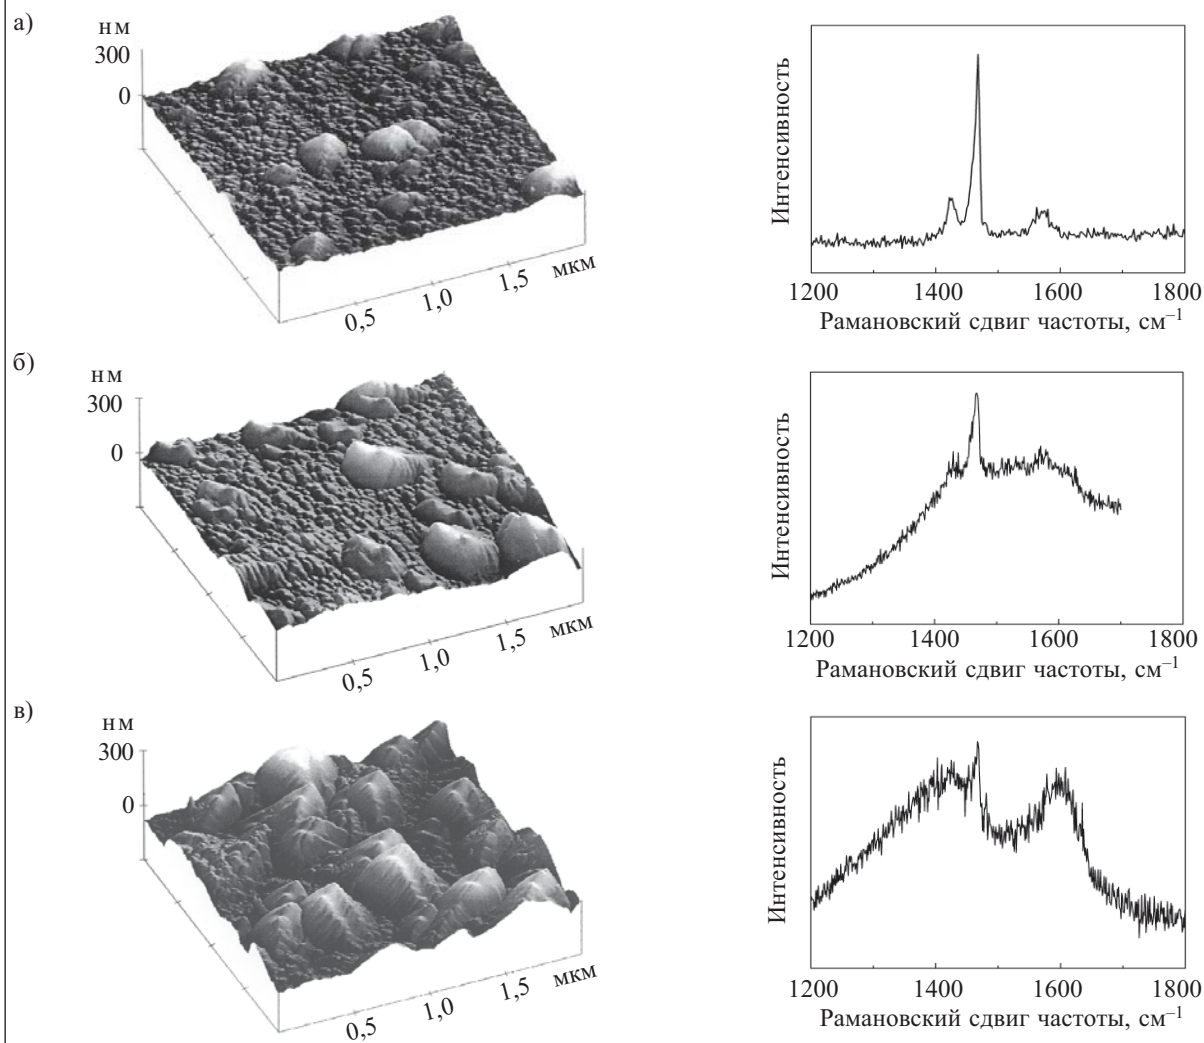 а)
нм
300
0
0,5
1,0
1,5
мкм
Интенсивность
1200
1400
1600
1800
Рамановский сдвиг частоты, см⁻¹
б)
нм
300
0
0,5
1,0
1,5
мкм
Интенсивность
1200
1400
1600
1800
Рамановский сдвиг частоты, см⁻¹
в)
нм
300
0
0,5
1,0
1,5
мкм
Интенсивность
1200
1400
1600
1800
Рамановский сдвиг частоты, см⁻¹